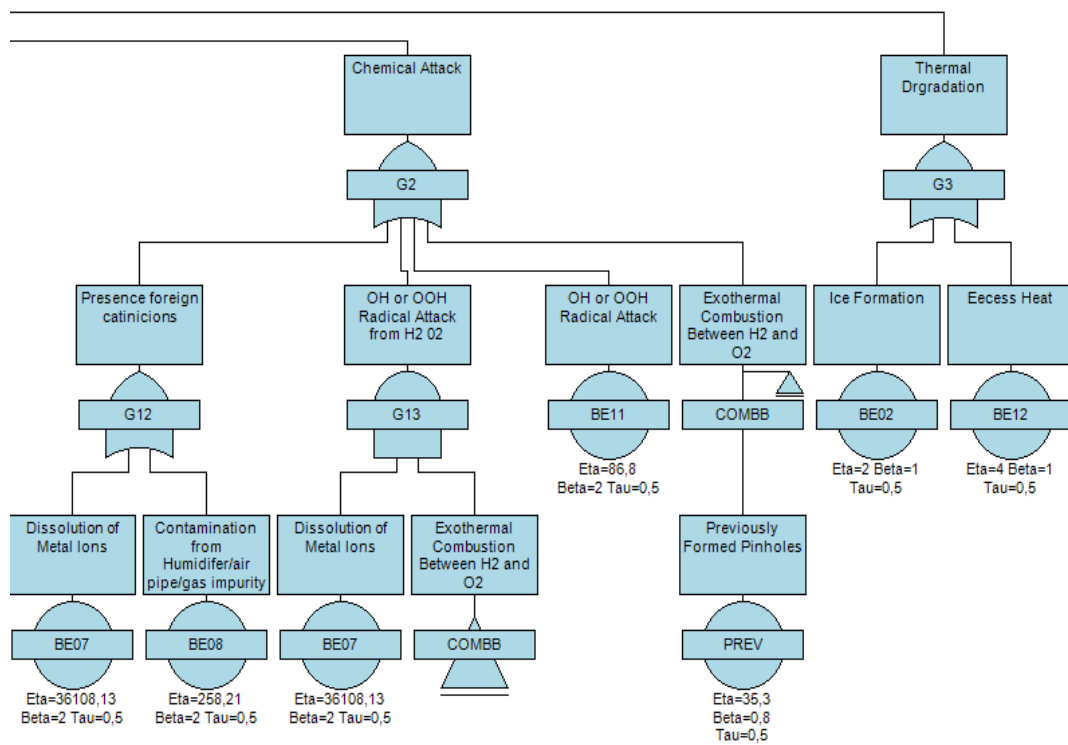 Chemical Attack
Thermal
Drgradation
G2
G3
Presence foreign
catinicions
OH or OOH
Radical Attack
from H2 02
OH or OOH
Radical Attack
Exothermal
Combustion
Between H2 and
O2
Ice Formation
Eecess Heat
G12
G13
BE11
Eta=86,8
Beta=2 Tau=0,5
COMBB
BE02
Eta=2 Beta=1
Tau=0,5
BE12
Eta=4 Beta=1
Tau=0,5
Dissolution of
Metal Ions
Contamination
from
Humidifer/air
pipe/gas impurity
Dissolution of
Metal Ions
Exothermal
Combustion
Between H2 and
O2
Previously
Formed Pinholes
BE07
Eta=36108,13
Beta=2 Tau=0,5
BE08
Eta=258,21
Beta=2 Tau=0,5
BE07
Eta=36108,13
Beta=2 Tau=0,5
COMBB
PREV
Eta=35,3
Beta=0,8
Tau=0,5